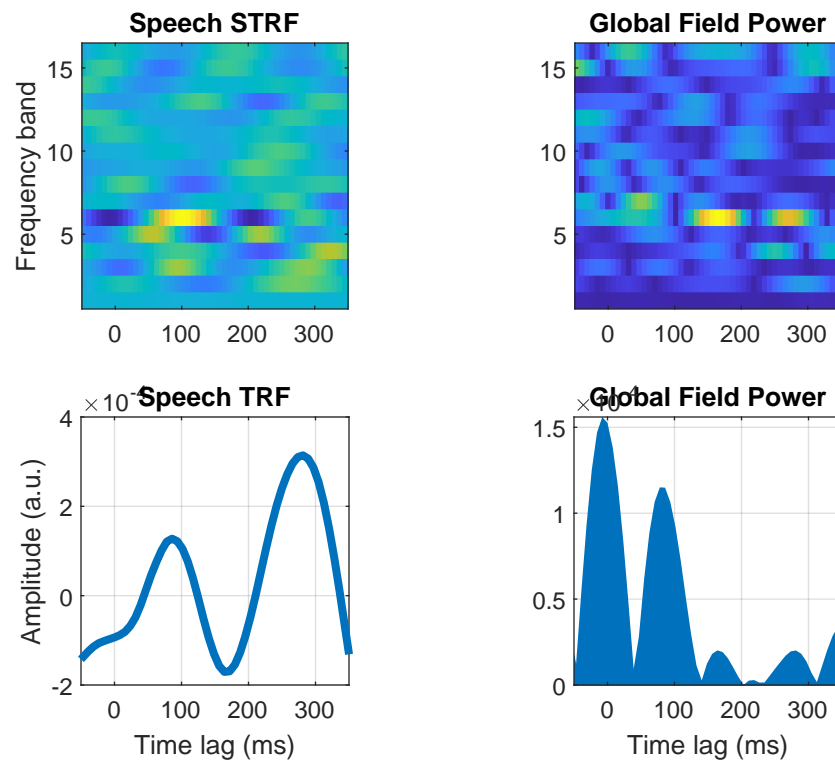 Speech STRF
Frequency band
15
10
5
0 100 200 300
Global Field Power
15
10
5
0 100 200 300
×10⁻⁴
Speech TRF
Amplitude (a.u.)
4
2
0
-2
0 100 200 300
Time lag (ms)
Global Field Power
1.5
1
0.5
0
0 100 200 300
Time lag (ms)